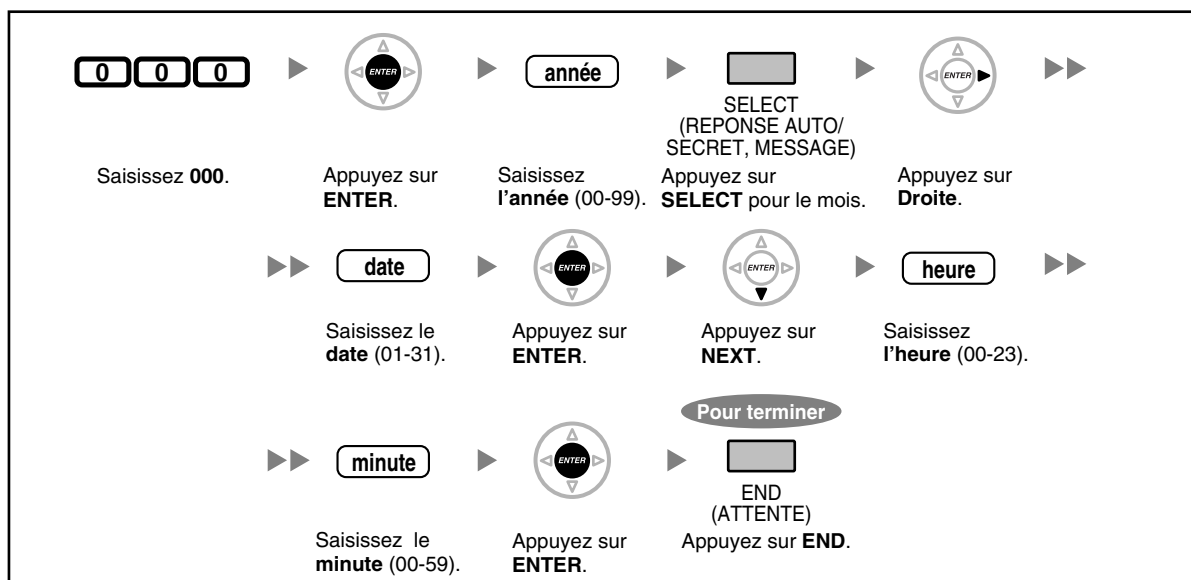 0 0 0
ENTER
année
ENTER
SELECT
(REPONSE AUTO/
SECRET, MESSAGE)
Saisissez 000.
Appuyez sur
ENTER.
Saisissez
l'année (00-99).
Appuyez sur
SELECT pour le mois.
Appuyez sur
Droite.
date
ENTER
ENTER
heure
Saisissez le
date (01-31).
Appuyez sur
ENTER.
Appuyez sur
NEXT.
Saisissez
l'heure (00-23).
Pour terminer
minute
ENTER
END
(ATTENTE)
Saisissez le
minute (00-59).
Appuyez sur
ENTER.
Appuyez sur END.